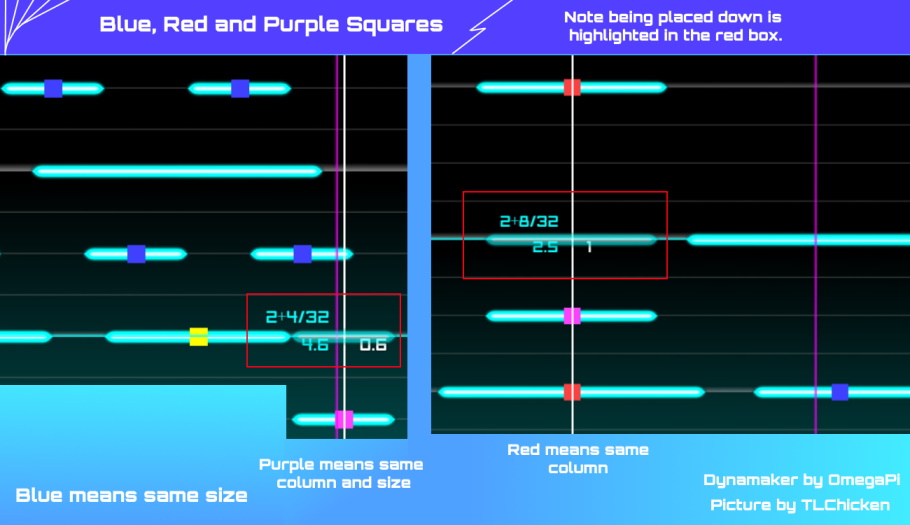 Blue, Red and Purple Squares
Note being placed down is
highlighted in the red box.
2+4/32
4.6 0.6
2+8/32
2.5 1
Purple means same
column and size
Blue means same size
Red means same
column
Dynamaker by OmegaPi
Picture by TLChicken